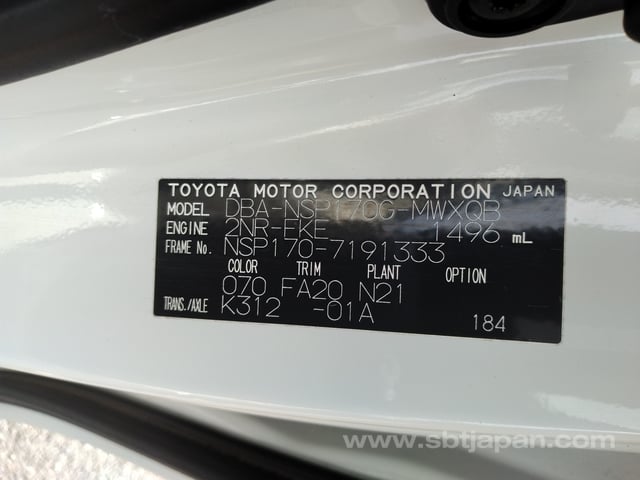 TOYOTA MOTOR CORPORATION JAPAN
MODEL DBA-NSP170G-MWXQB
ENGINE 2NR-FKE 1496 mL
FRAME No. NSP170-7191333
COLOR TRIM PLANT OPTION
070 FA20 N21
TRANS./AXLE K312 -01A
184
www.sbtjapan.com